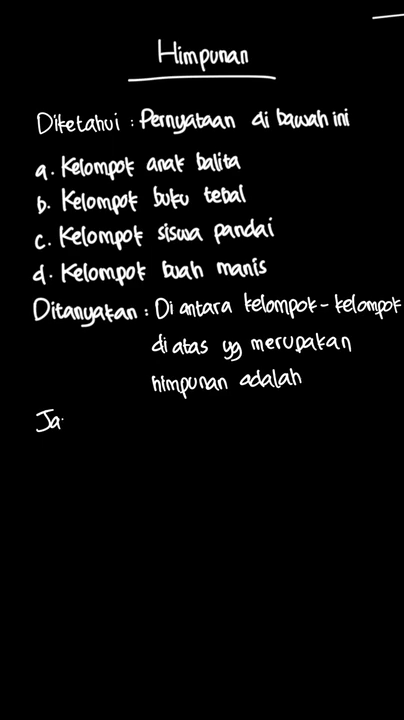 Himpunan
Diketahui : Pernyataan di bawah ini
a. Kelompok anak balita
b. Kelompok buku tebal
c. Kelompok siswa pandai
d. Kelompok buah manis
Ditanyakan : Di antara kelompok - kelompok
di atas yg merupakan
himpunan adalah
Ja